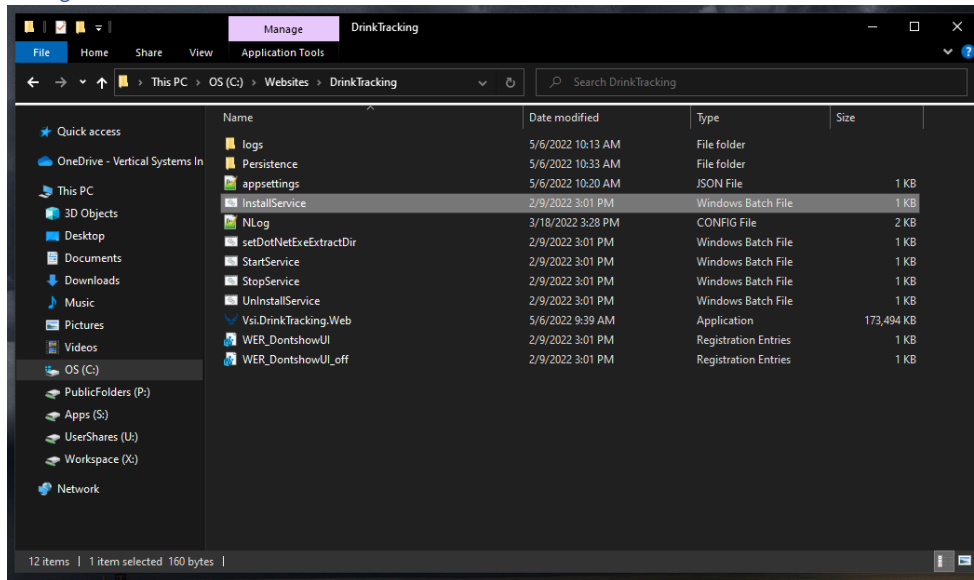 Manage DrinkTracking
File Home Share View Application Tools
This PC > OS (C:) > Websites > DrinkTracking Search DrinkTracking
Name Date modified Type Size
Quick access
OneDrive - Vertical Systems In
This PC
3D Objects
Desktop
Documents
Downloads
Music
Pictures
Videos
OS (C:)
PublicFolders (P:)
Apps (S:)
UserShares (U:)
Workspace (X:)
Network
logs 5/6/2022 10:13 AM File folder
Persistence 5/6/2022 10:33 AM File folder
appsettings 5/6/2022 10:20 AM JSON File 1 KB
InstallService 2/9/2022 3:01 PM Windows Batch File 1 KB
NLog 3/18/2022 3:28 PM CONFIG File 2 KB
setDotNetExeExtractDir 2/9/2022 3:01 PM Windows Batch File 1 KB
StartService 2/9/2022 3:01 PM Windows Batch File 1 KB
StopService 2/9/2022 3:01 PM Windows Batch File 1 KB
UnInstallService 2/9/2022 3:01 PM Windows Batch File 1 KB
Vsi.DrinkTracking.Web 5/6/2022 9:39 AM Application 173,494 KB
WER_DontshowUI 2/9/2022 3:01 PM Registration Entries 1 KB
WER_DontshowUI_off 2/9/2022 3:01 PM Registration Entries 1 KB
12 items | 1 item selected 160 bytes |